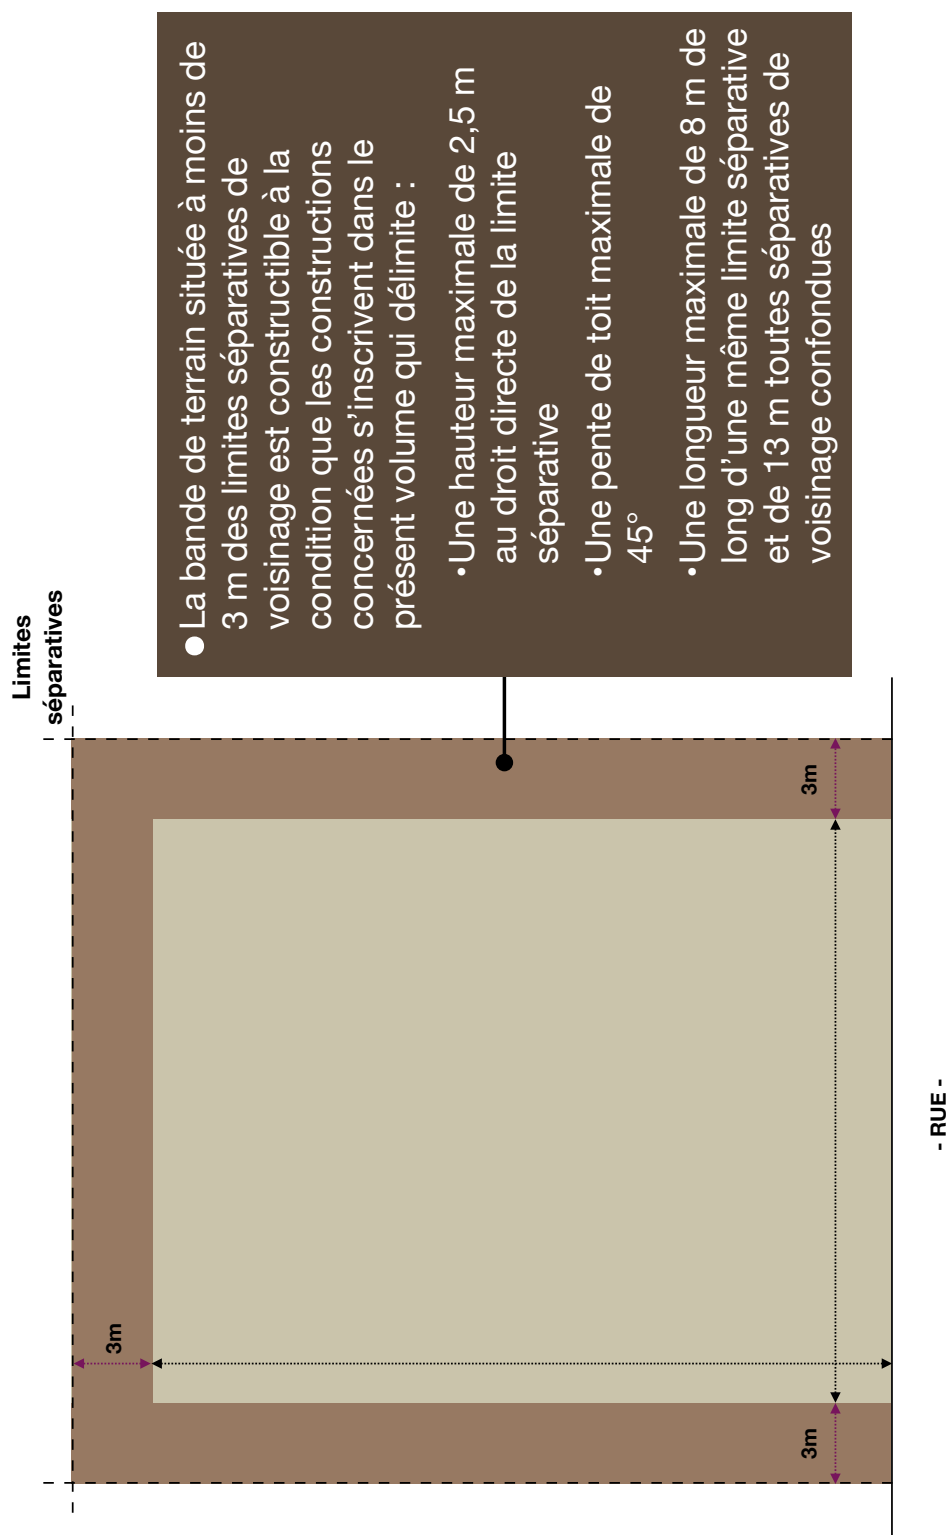 Limites
séparatives
● La bande de terrain située à moins de
3 m des limites séparatives de
voisinage est constructible à la
condition que les constructions
concernées s’inscrivent dans le
présent volume qui délimite :
• Une hauteur maximale de 2,5 m
au droit directe de la limite
séparative
• Une pente de toit maximale de
45°
• Une longueur maximale de 8 m de
long d’une même limite séparative
et de 13 m toutes séparatives de
voisinage confondues
3m
3m
3m
- RUE -